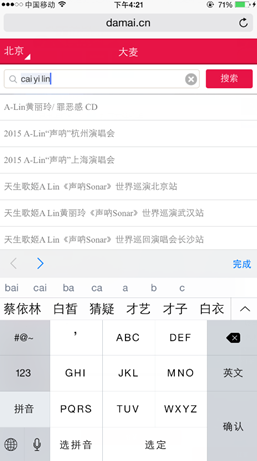 中国移动 下午4:21 71%
damai.cn
北京 大麦
cai yi lin 搜索
A-Lin黄丽玲/ 罪恶感 CD
2015 A-Lin“声呐”杭州演唱会
2015 A-Lin“声呐”上海演唱会
天生歌姬A Lin《声呐Sonar》世界巡演北京站
天生歌姬A Lin黄丽玲《声呐Sonar》世界巡演武汉站
天生歌姬A Lin《声呐Sonar》世界巡回演唱会长沙站
完成
bai cai ba ca a b c
蔡依林 白皙 猜疑 才艺 才子 白衣
#@~ ’ ABC DEF
123 GHI JKL MNO 英文
拼音 PQRS TUV WXYZ
确认
选拼音 选定